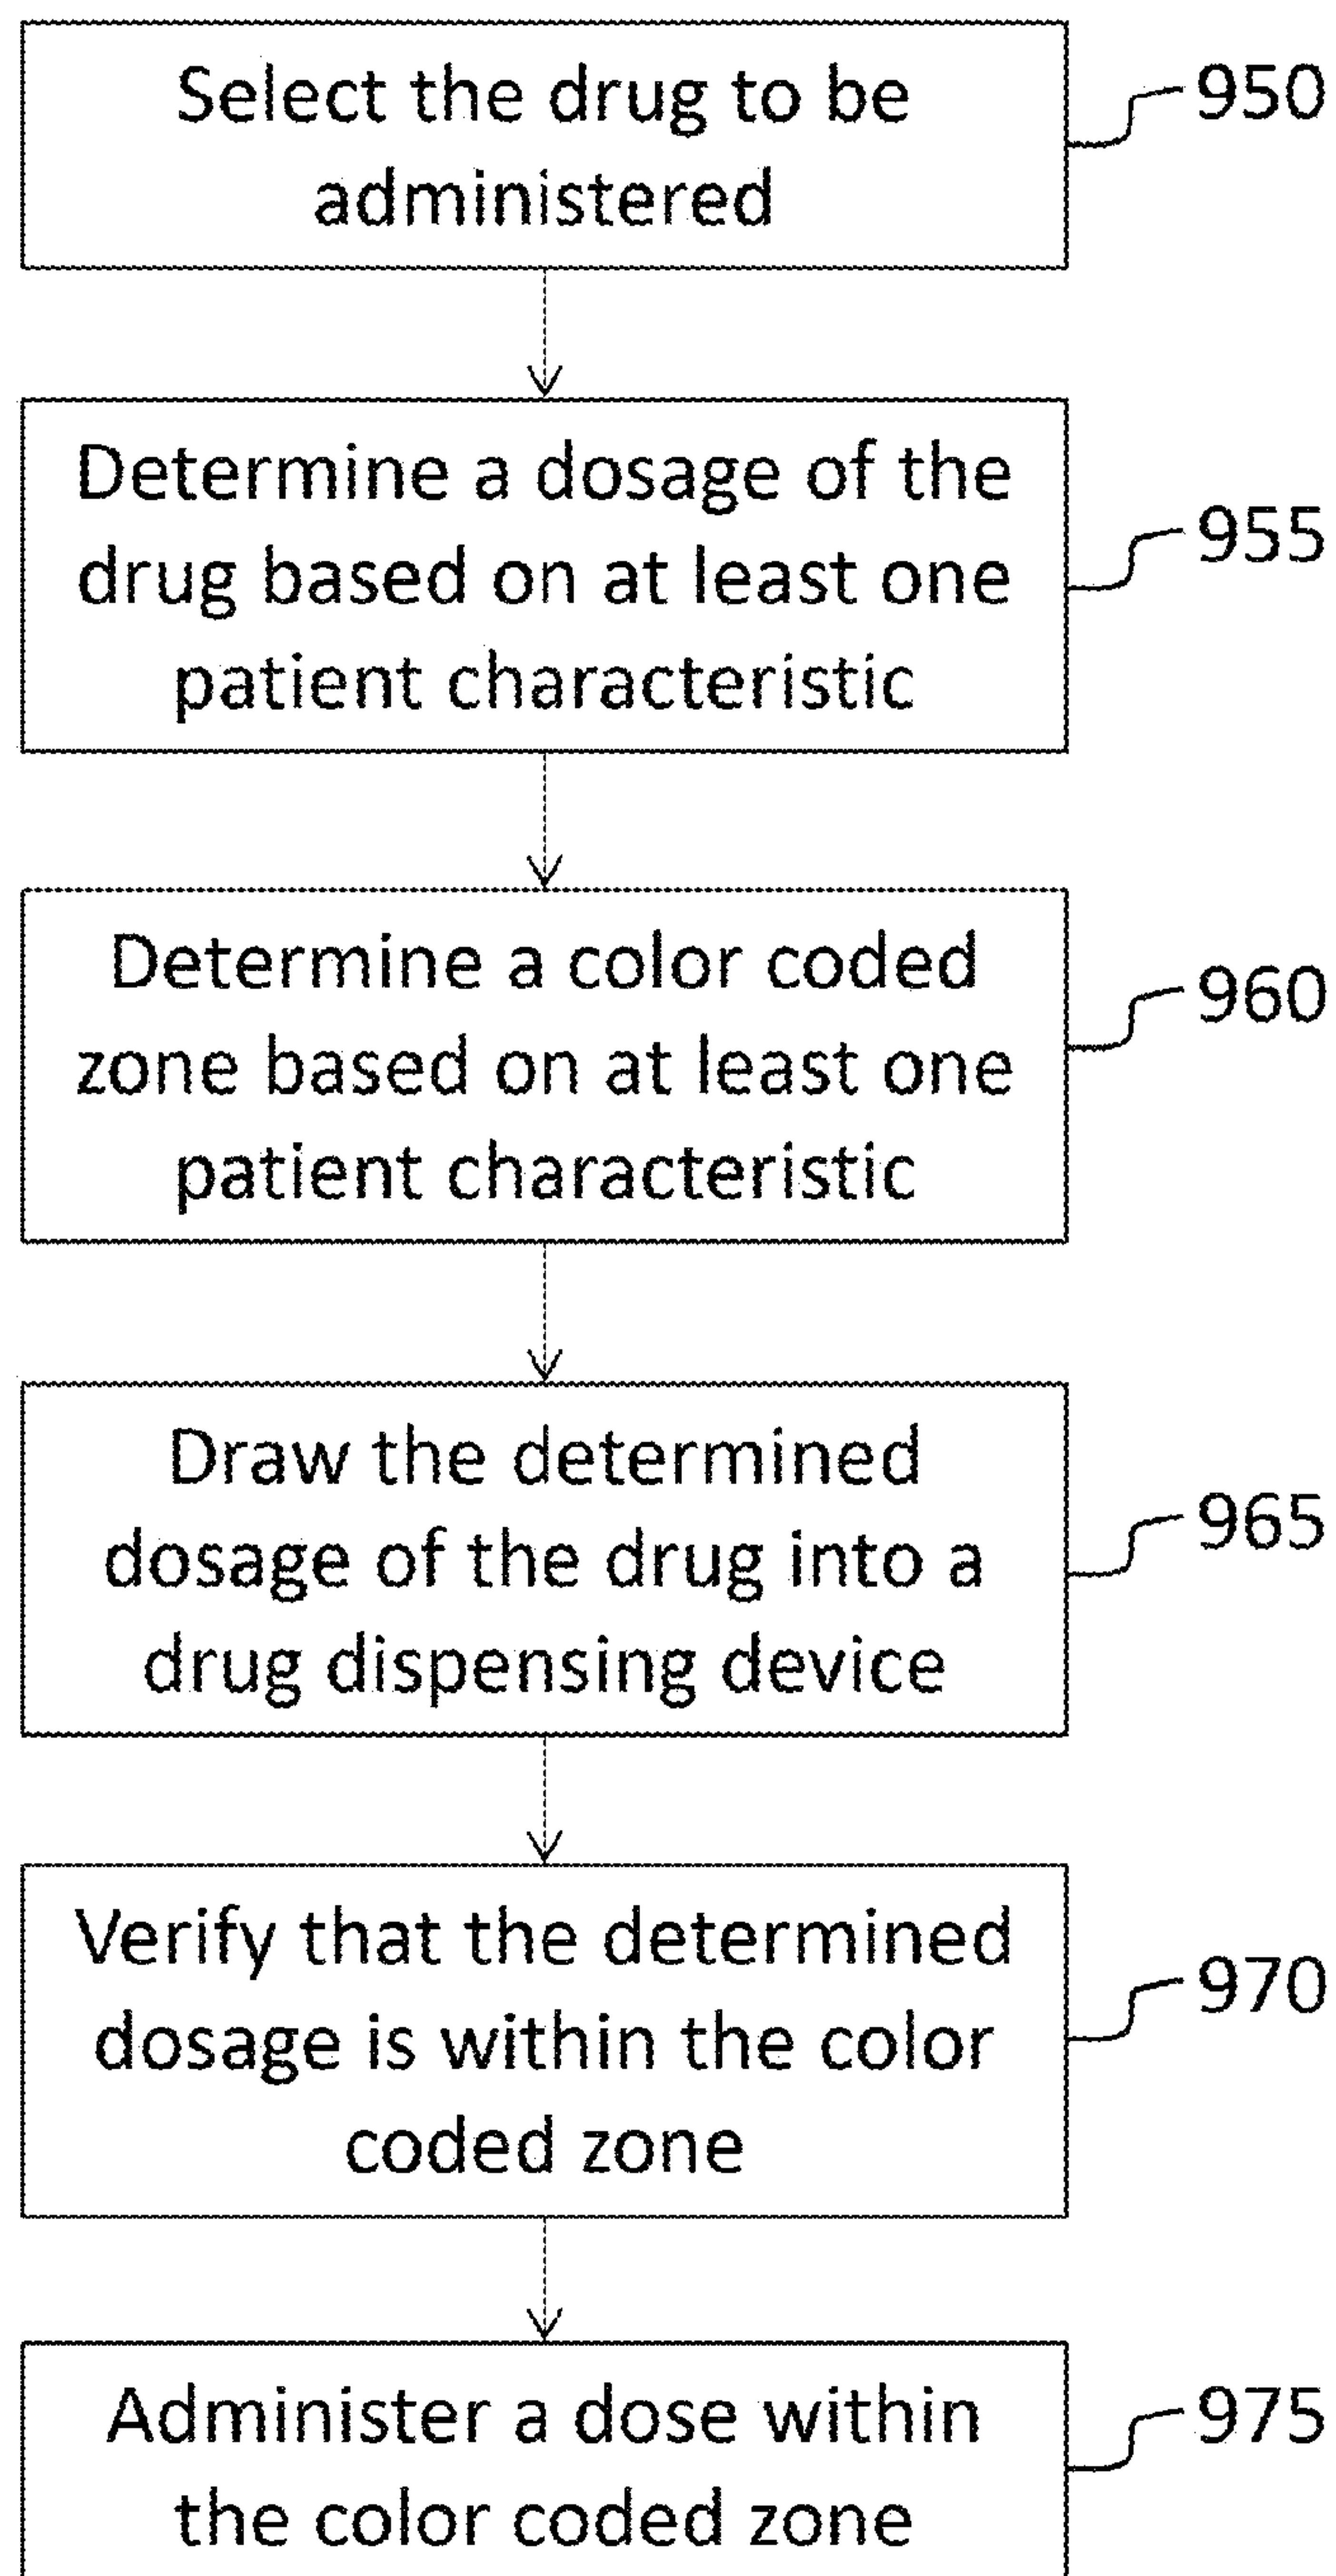 Select the drug to be
administered
950
Determine a dosage of the
drug based on at least one
patient characteristic
955
Determine a color coded
zone based on at least one
patient characteristic
960
Draw the determined
dosage of the drug into a
drug dispensing device
965
Verify that the determined
dosage is within the color
coded zone
970
Administer a dose within
the color coded zone
975